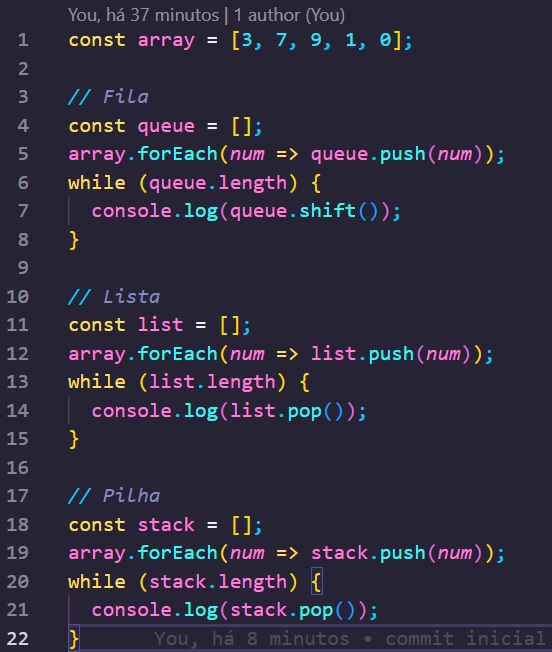 You, há 37 minutos | 1 author (You)
1 const array = [3, 7, 9, 1, 0];
2
3 // Fila
4 const queue = [];
5 array.forEach(num => queue.push(num));
6 while (queue.length) {
7   console.log(queue.shift());
8 }
9
10 // Lista
11 const list = [];
12 array.forEach(num => list.push(num));
13 while (list.length) {
14   console.log(list.pop());
15 }
16
17 // Pilha
18 const stack = [];
19 array.forEach(num => stack.push(num));
20 while (stack.length) {
21   console.log(stack.pop());
22 } You, há 8 minutos • commit inicial